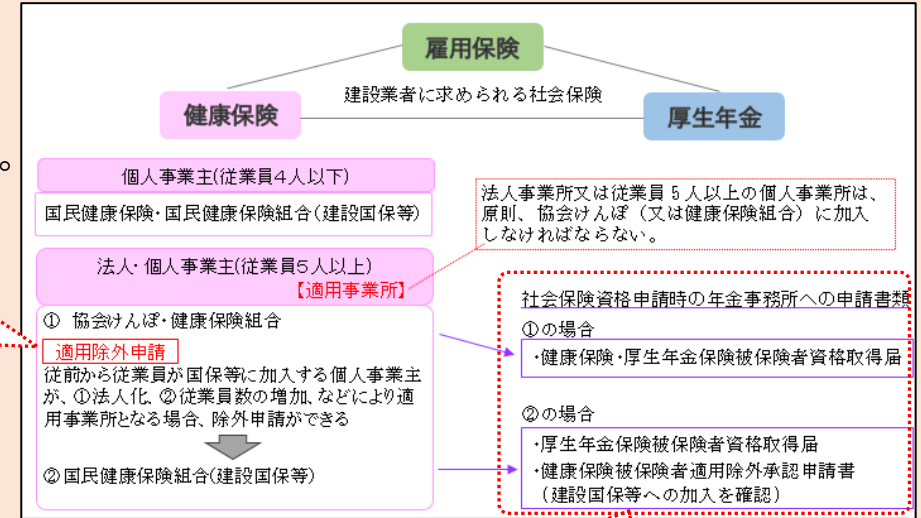 雇用保険
建設業者に求められる社会保険
健康保険
厚生年金
。
個人事業主(従業員4人以下)
国民健康保険・国民健康保険組合(建設国保等)
法人・個人事業主(従業員5人以上)
【適用事業所】
① 協会けんぽ・健康保険組合
適用除外申請
従前から従業員が国保等に加入する個人事業主
が、①法人化、②従業員数の増加、などにより適
用事業所となる場合、除外申請ができる
②国民健康保険組合(建設国保等)
法人事業所又は従業員5人以上の個人事業所は、
原則、協会けんぽ(又は健康保険組合)に加入
しなければならない。
社会保険資格申請時の年金事務所への申請書類
①の場合
・健康保険・厚生年金保険被保険者資格取得届
②の場合
・厚生年金保険被保険者資格取得届
・健康保険被保険者適用除外承認申請書
(建設国保等への加入を確認)